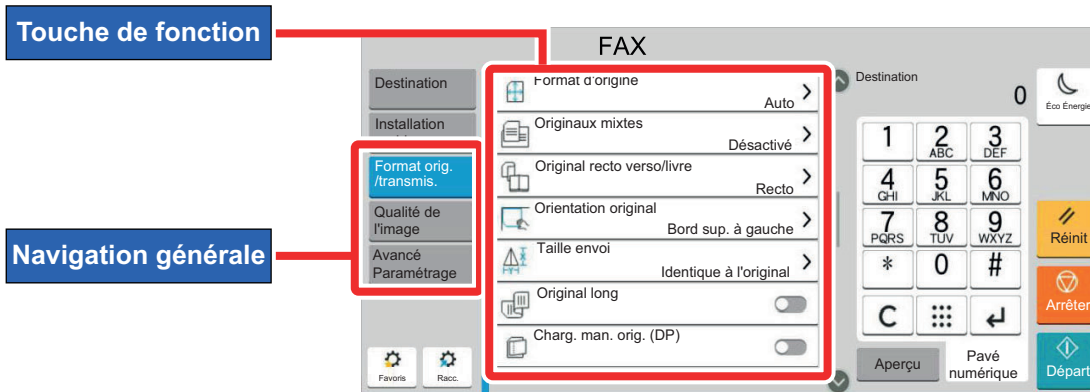 Touche de fonction
Navigation générale
FAX
Destination
Installation
Format orig.
/transmis.
Qualité de
l'image
Avancé
Paramétrage
Favoris
Racc.
Format d'origine
Auto
Originaux mixtes
Désactivé
Original recto verso/livre
Recto
Orientation original
Bord sup. à gauche
Taille envoi
Identique à l'original
Original long
Charg. man. orig. (DP)
Destination
0
1
2
ABC
3
DEF
4
GHI
5
JKL
6
MNO
7
PQRS
8
TUV
9
WXYZ
*
0
#
C
Aperçu
Pavé
numérique
Éco Énergie
Réinit
Arrêter
Départ